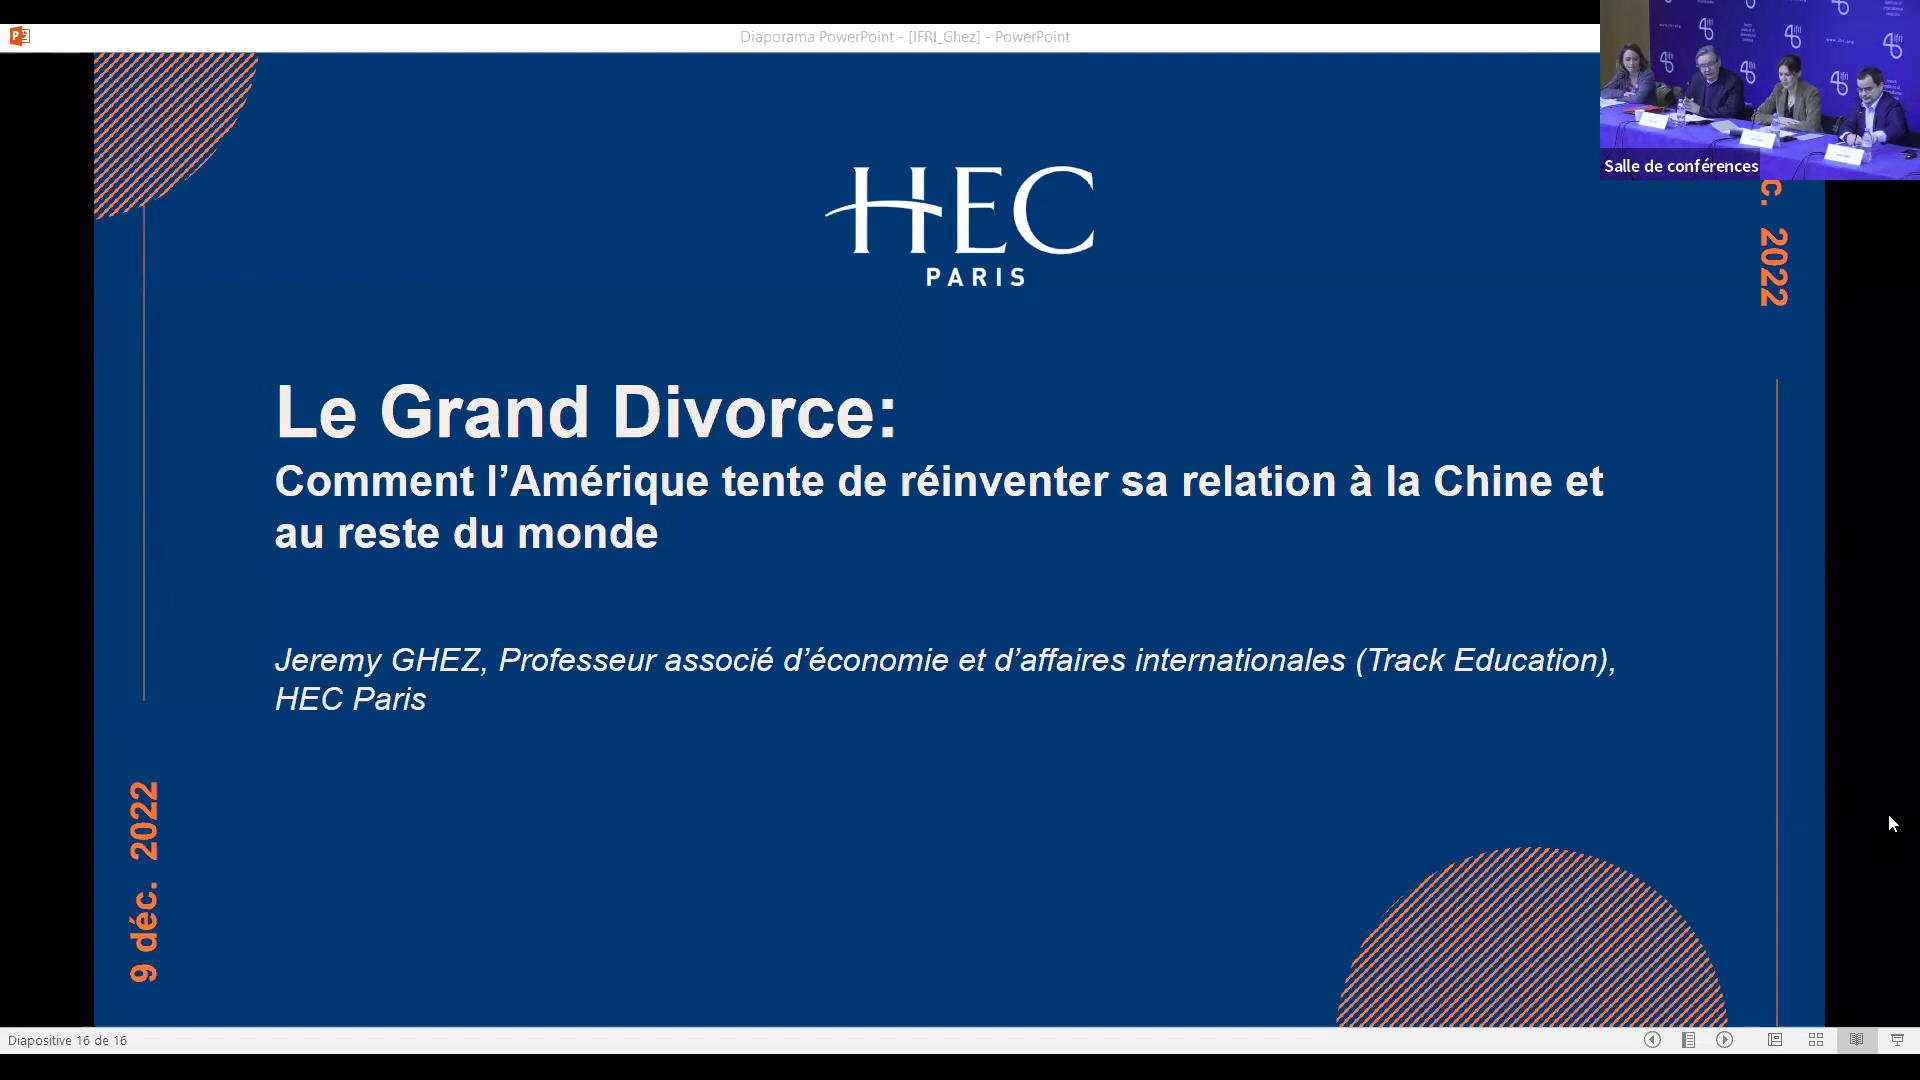 Diaporama PowerPoint - [IFRI_Ghez] - PowerPoint
ifri
Salle de conférences
c. 2022
HEC
PARIS
Le Grand Divorce:
Comment l’Amérique tente de réinventer sa relation à la Chine et
au reste du monde
Jeremy GHEZ, Professeur associé d’économie et d’affaires internationales (Track Education),
HEC Paris
9 déc. 2022
Diapositive 16 de 16